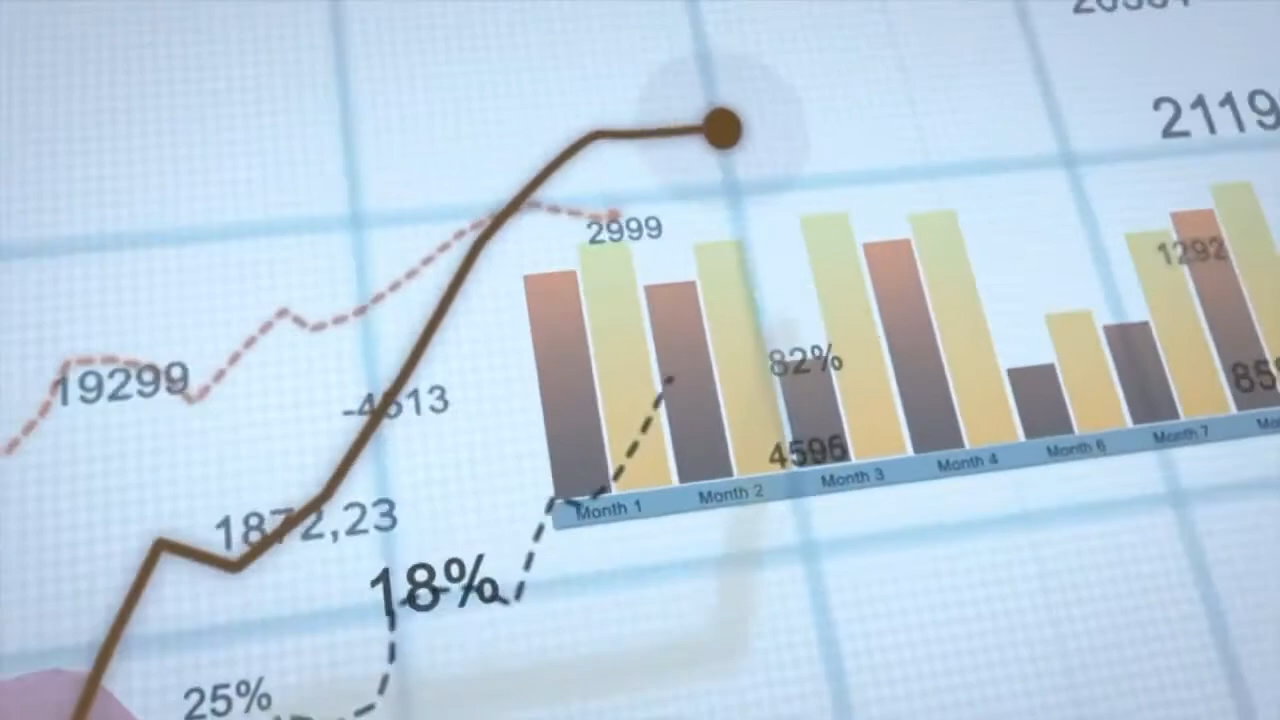 2119
2999
1292
82%
19299
-4613
4596
Month 1
Month 2
Month 3
Month 4
Month 6
Month 7
1872,23
18%
25%